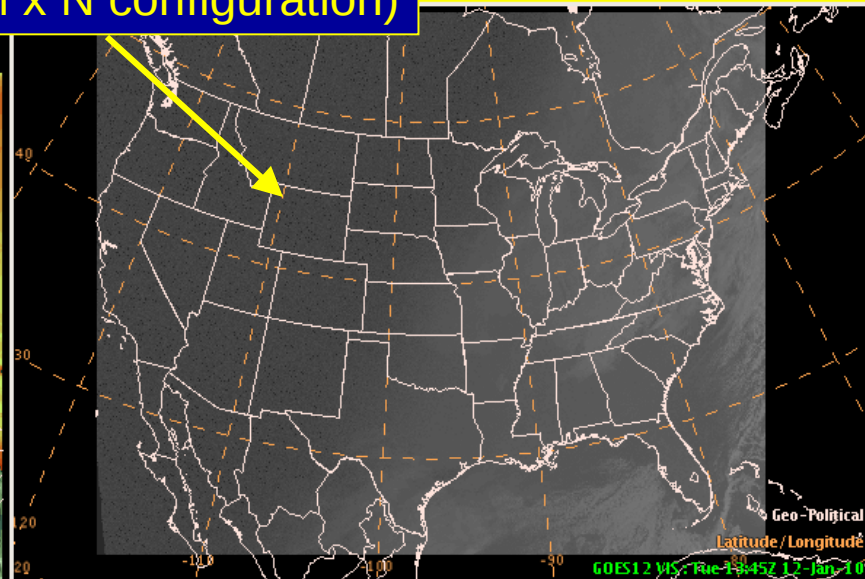 x N configuration)
40
30
120
20
-110
-100
-90
-80
Geo-Political
Latitude/Longitude
GOES12 VIS: Tue 13:45Z 12-Jan-10